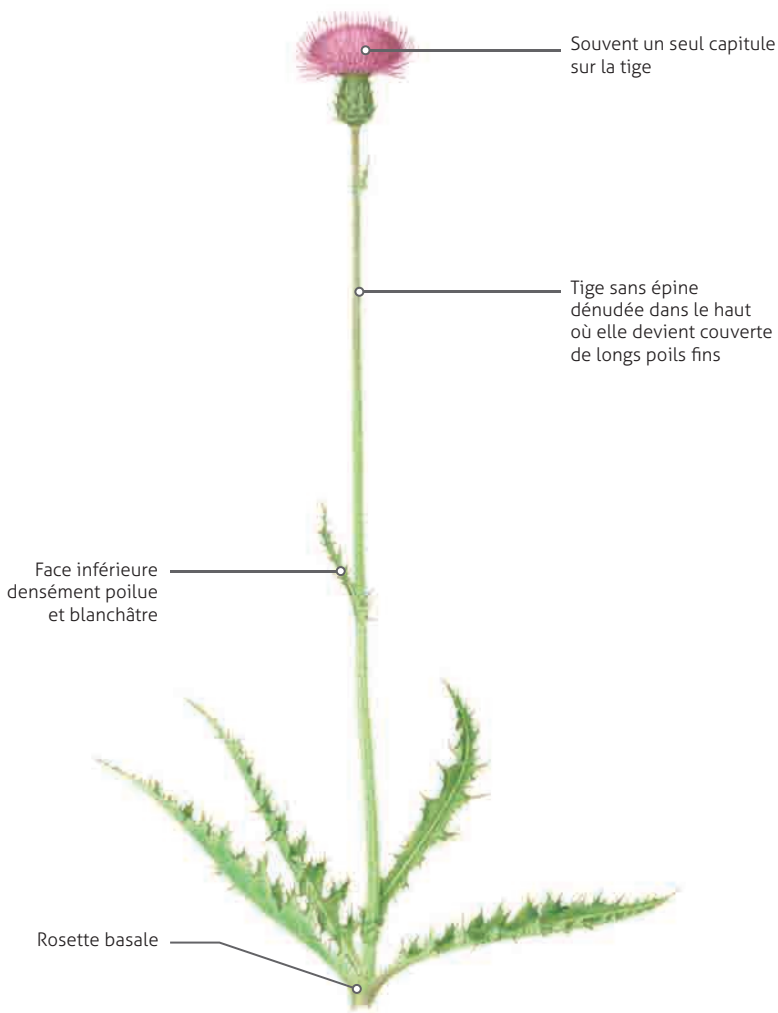 Souvent un seul capitule
sur la tige
Tige sans épine
dénudée dans le haut
où elle devient couverte
de longs poils fins
Face inférieure
densément poilue
et blanchâtre
Rosette basale